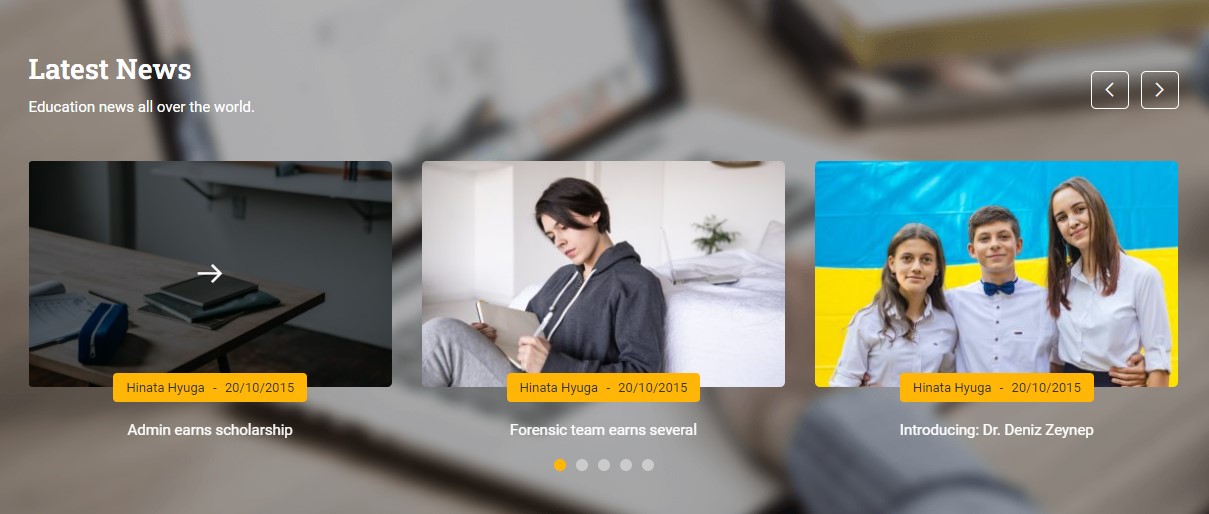 Latest News
Education news all over the world.
Hinata Hyuga - 20/10/2015
Admin earns scholarship
Hinata Hyuga - 20/10/2015
Forensic team earns several
Hinata Hyuga - 20/10/2015
Introducing: Dr. Deniz Zeynep